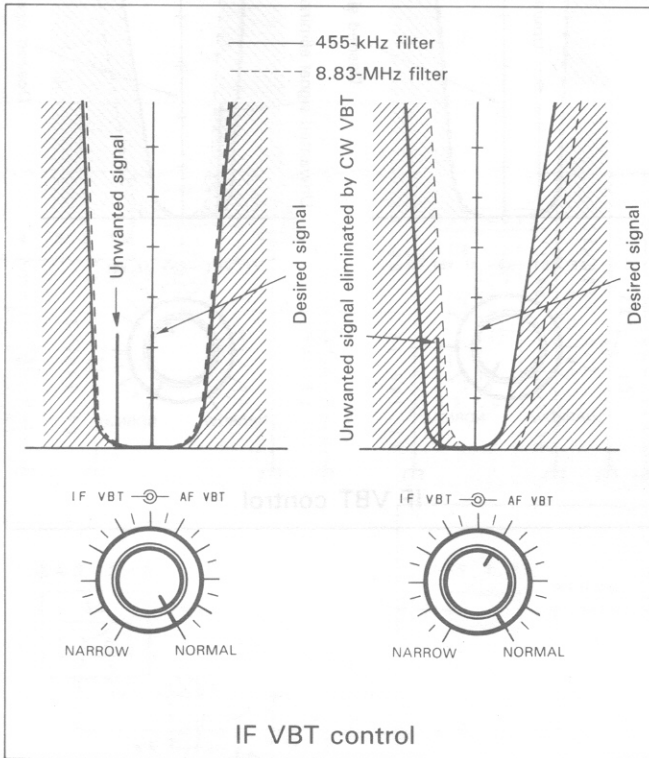 455-kHz filter
8.83-MHz filter
Unwanted signal
Desired signal
Unwanted signal eliminated by CW VBT
Desired signal
IF VBT AF VBT
NARROW NORMAL
IF VBT AF VBT
NARROW NORMAL
IF VBT control